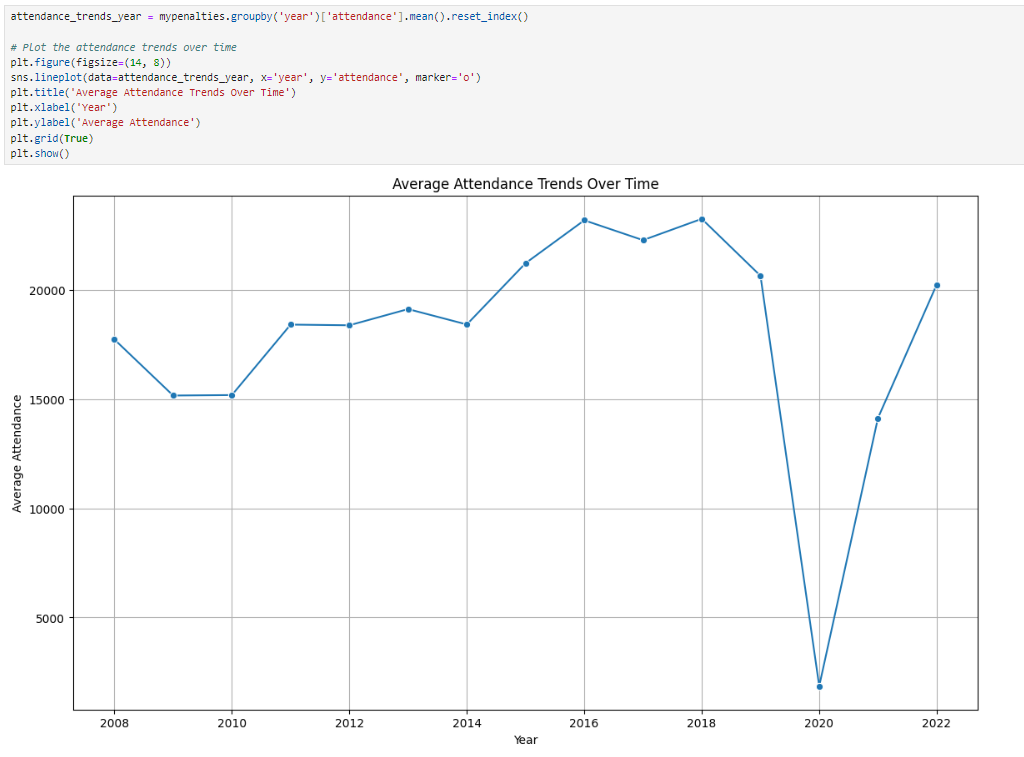 attendance_trends_year = mypenalties.groupby('year')['attendance'].mean().reset_index()
# Plot the attendance trends over time
plt.figure(figsize=(14, 8))
sns.lineplot(data=attendance_trends_year, x='year', y='attendance', marker='o')
plt.title('Average Attendance Trends Over Time')
plt.xlabel('Year')
plt.ylabel('Average Attendance')
plt.grid(True)
plt.show()
Average Attendance Trends Over Time
Average Attendance
20000
15000
10000
5000
2008 2010 2012 2014 2016 2018 2020 2022
Year